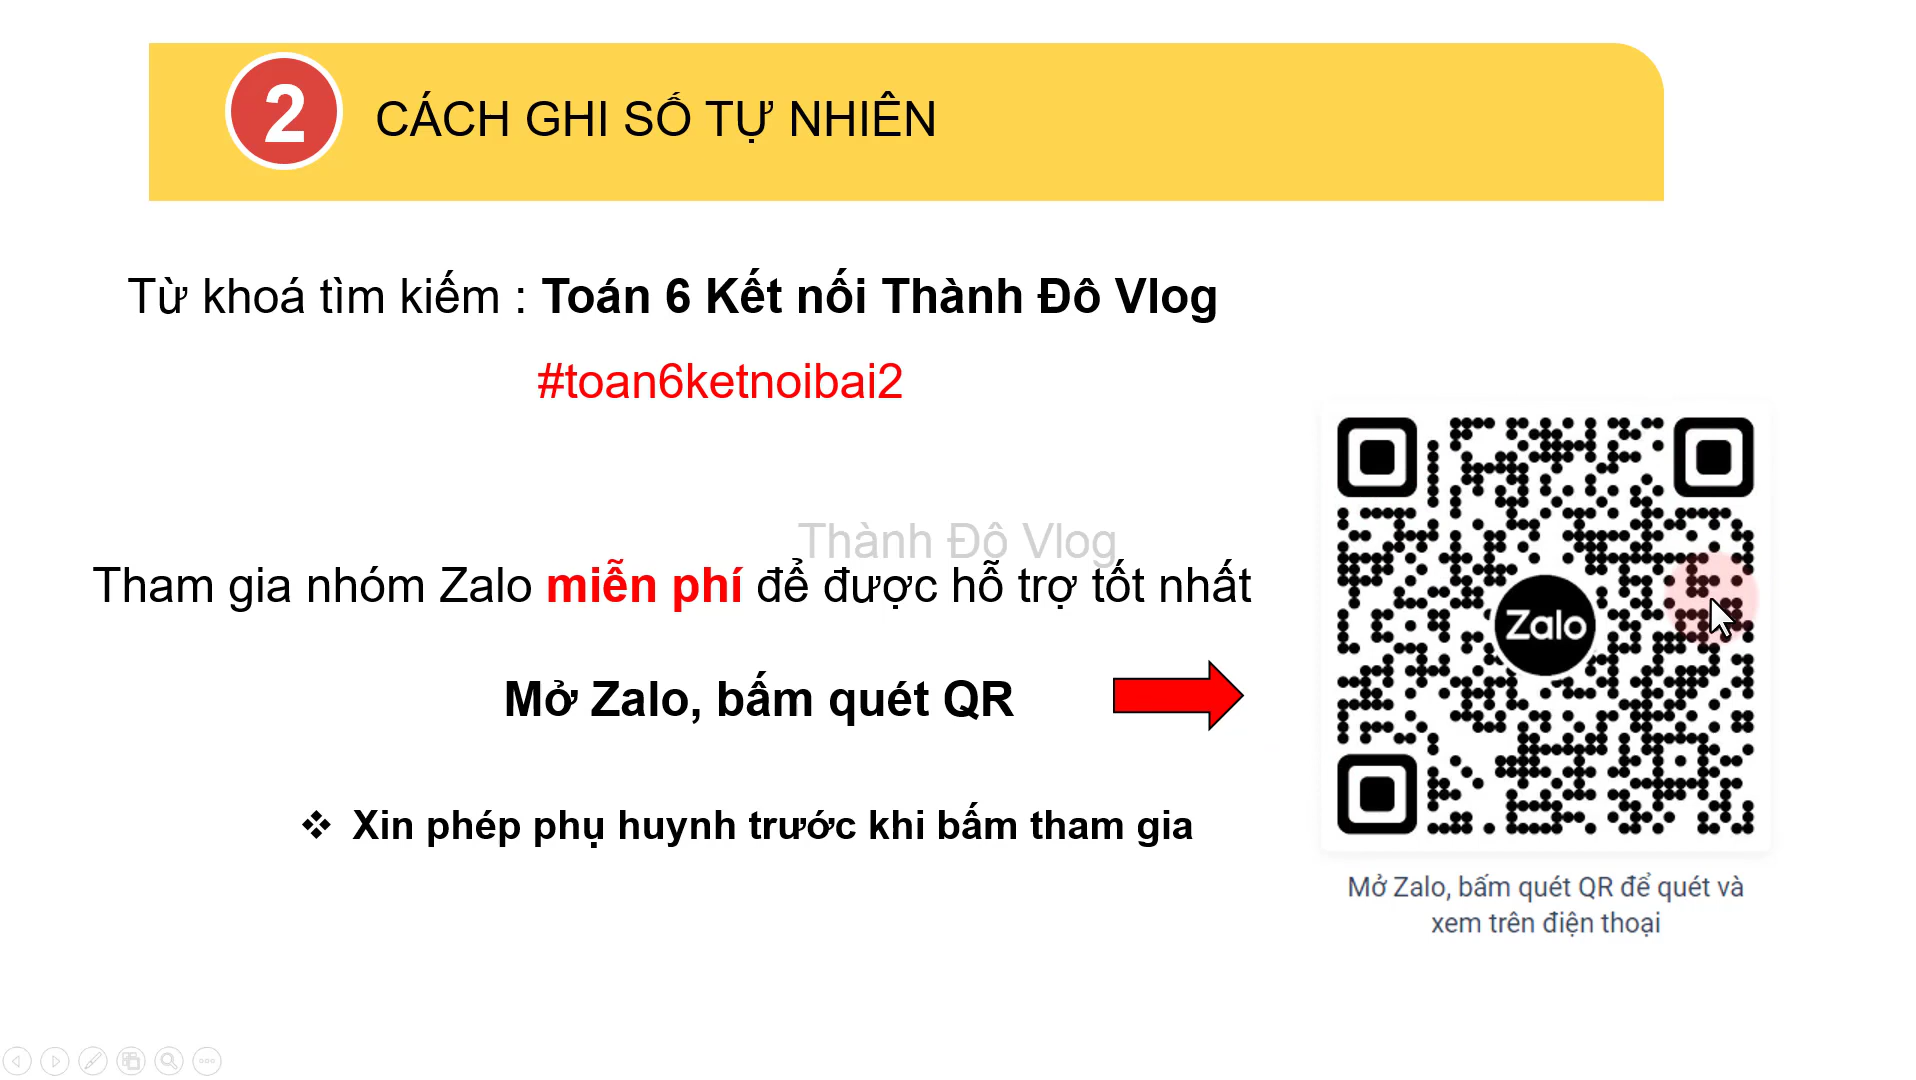 2
CÁCH GHI SỐ TỰ NHIÊN
Từ khoá tìm kiếm : Toán 6 Kết nối Thành Đô Vlog
#toan6ketnoibai2
Thành Đô Vlog
Tham gia nhóm Zalo miễn phí để được hỗ trợ tốt nhất
Mở Zalo, bấm quét QR
Zalo
❖ Xin phép phụ huynh trước khi bấm tham gia
Mở Zalo, bấm quét QR để quét và
xem trên điện thoại